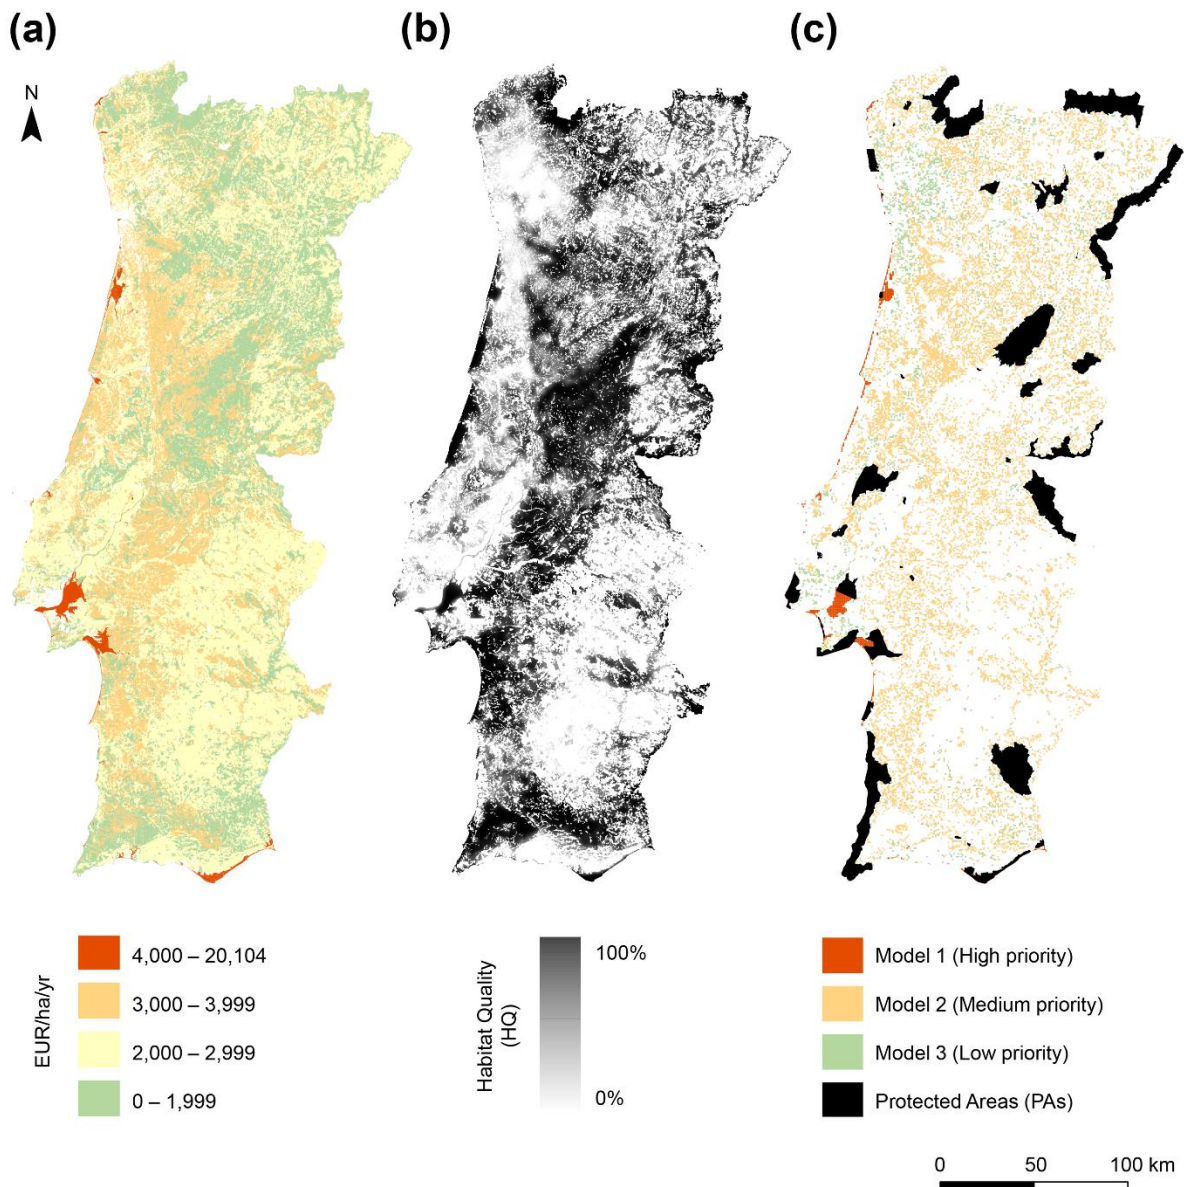 (a)
(b)
(c)
N
EUR/ha/yr
4,000 – 20,104
3,000 – 3,999
2,000 – 2,999
0 – 1,999
Habitat Quality
(HQ)
100%
0%
Model 1 (High priority)
Model 2 (Medium priority)
Model 3 (Low priority)
Protected Areas (PAs)
0 50 100 km